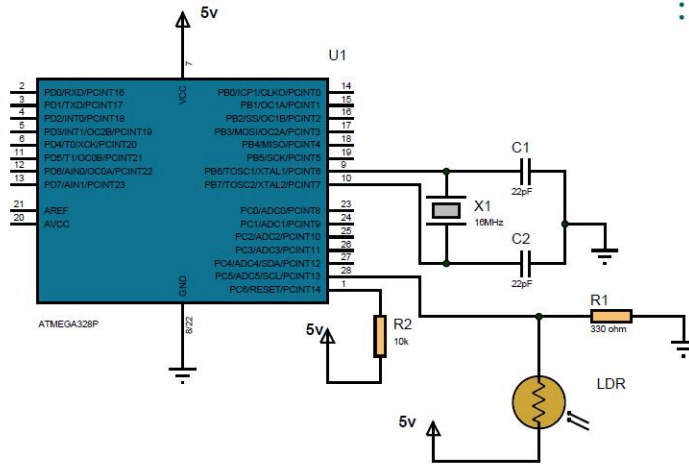 5v
U1
7
VCC
2 PD0/RXD/PCINT16
3 PD1/TXD/PCINT17
4 PD2/INT0/PCINT18
5 PD3/INT1/OC2B/PCINT19
6 PD4/T0/XCK/PCINT20
11 PD5/T1/OC0B/PCINT21
12 PD6/AIN0/OC0A/PCINT22
13 PD7/AIN1/PCINT23
21 AREF
20 AVCC
PB0/ICP1/CLKO/PCINT0 14
PB1/OC1A/PCINT1 15
PB2/SS/OC1B/PCINT2 16
PB3/MOSI/OC2A/PCINT3 17
PB4/MISO/PCINT4 18
PB5/SCK/PCINT5 19
PB6/TOSC1/XTAL1/PCINT6 9
PB7/TOSC2/XTAL2/PCINT7 10
PC0/ADC0/PCINT8 23
PC1/ADC1/PCINT9 24
PC2/ADC2/PCINT10 25
PC3/ADC3/PCINT11 26
PC4/ADC4/SDA/PCINT12 27
PC5/ADC5/SCL/PCINT13 28
PC6/RESET/PCINT14 1
GND
8/22
ATMEGA328P
C1
22pF
X1
16MHz
C2
22pF
R1
330 ohm
5v
R2
10k
LDR
5v